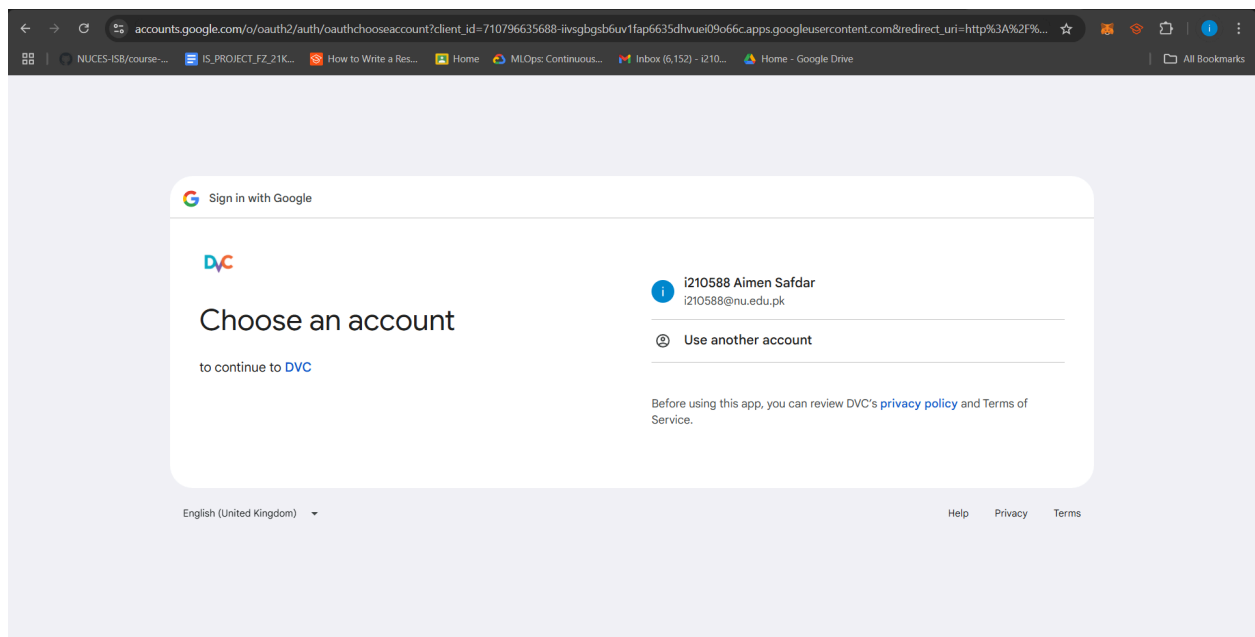 accounts.google.com/o/oauth2/auth/oauthchooseaccount?client_id=710796635688-iivsgbgsb6uv1fap6635dhvuei09o66c.apps.googleusercontent.com&redirect_uri=http%3A%2F%...
NUCES-ISB/course-... IS_PROJECT_FZ_21K... How to Write a Res... Home MLOps: Continuous... Inbox (6,152) - i210... Home - Google Drive All Bookmarks
Sign in with Google
DVC
Choose an account
to continue to DVC
i
i210588 Aimen Safdar
i210588@nu.edu.pk
Use another account
Before using this app, you can review DVC's privacy policy and Terms of
Service.
English (United Kingdom) Help Privacy Terms